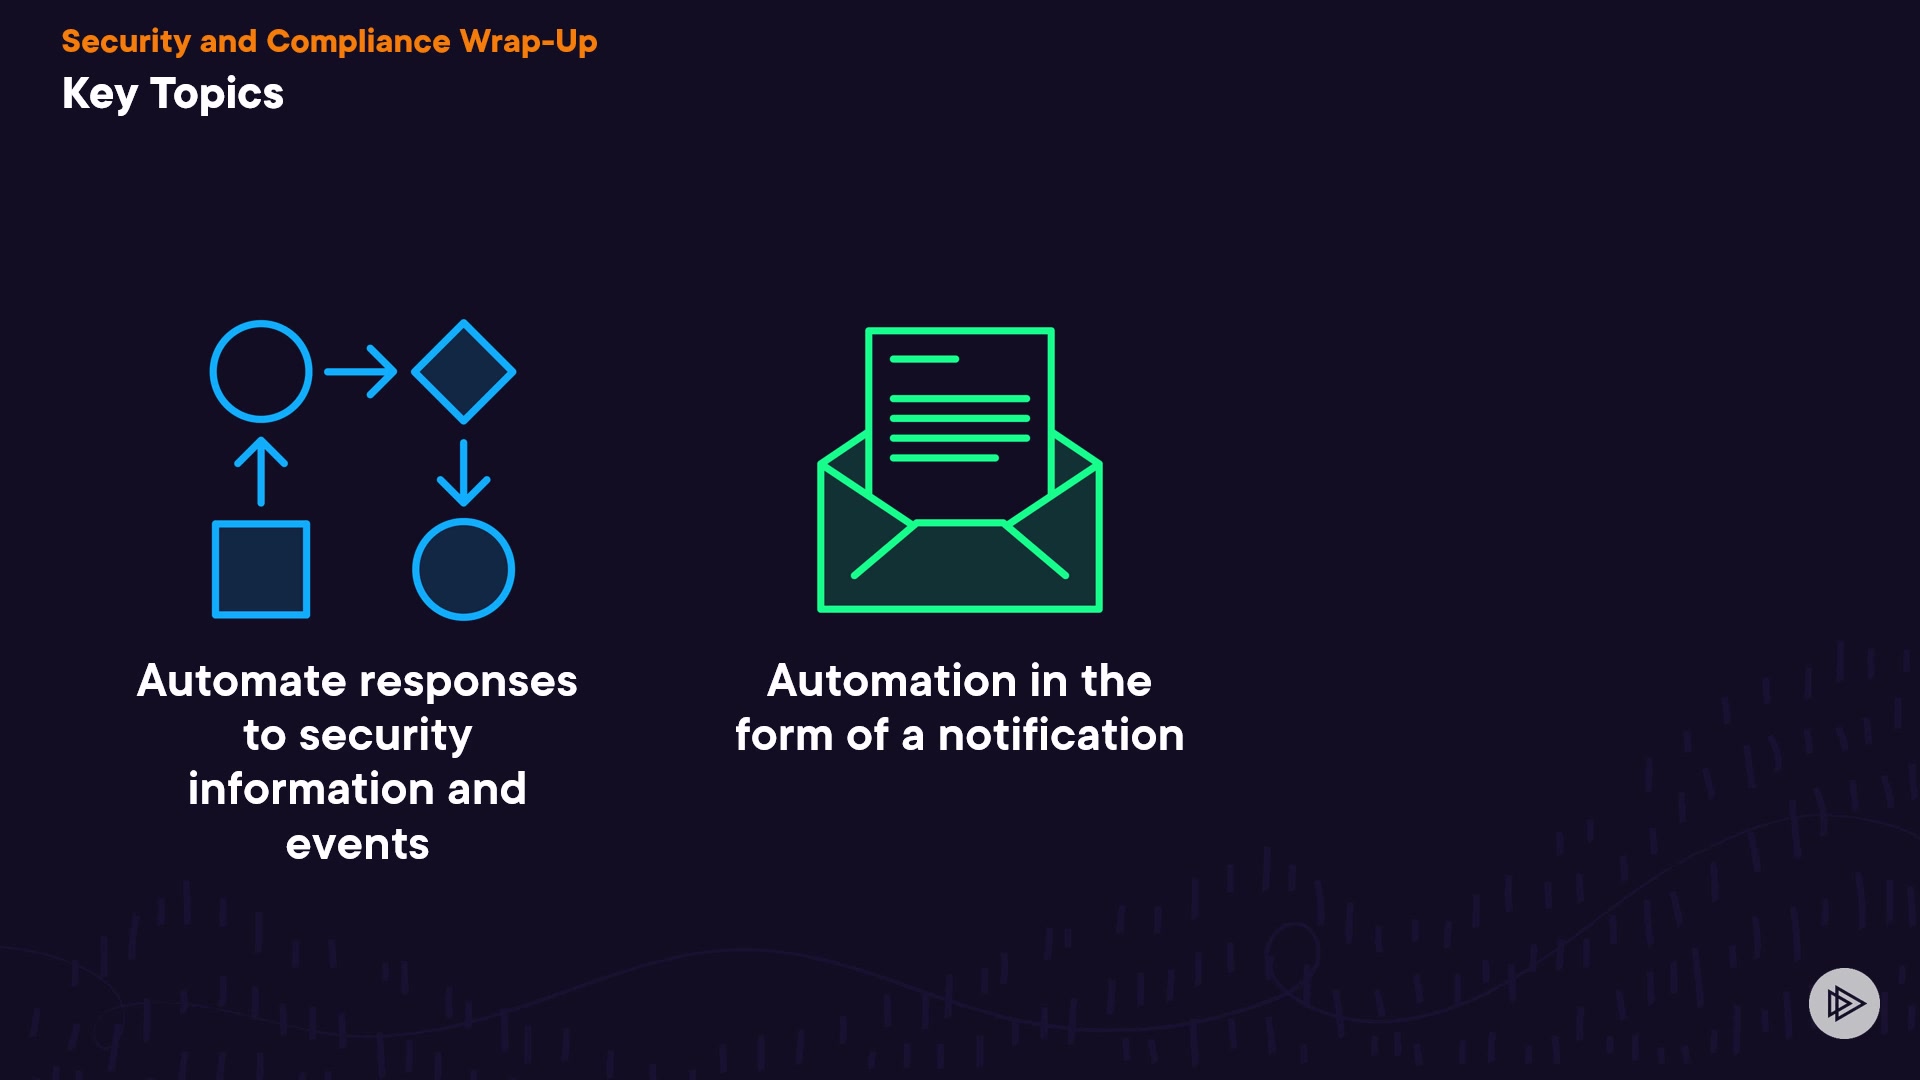 Security and Compliance Wrap-Up
Key Topics
Automate responses
to security
information and
events
Automation in the
form of a notification